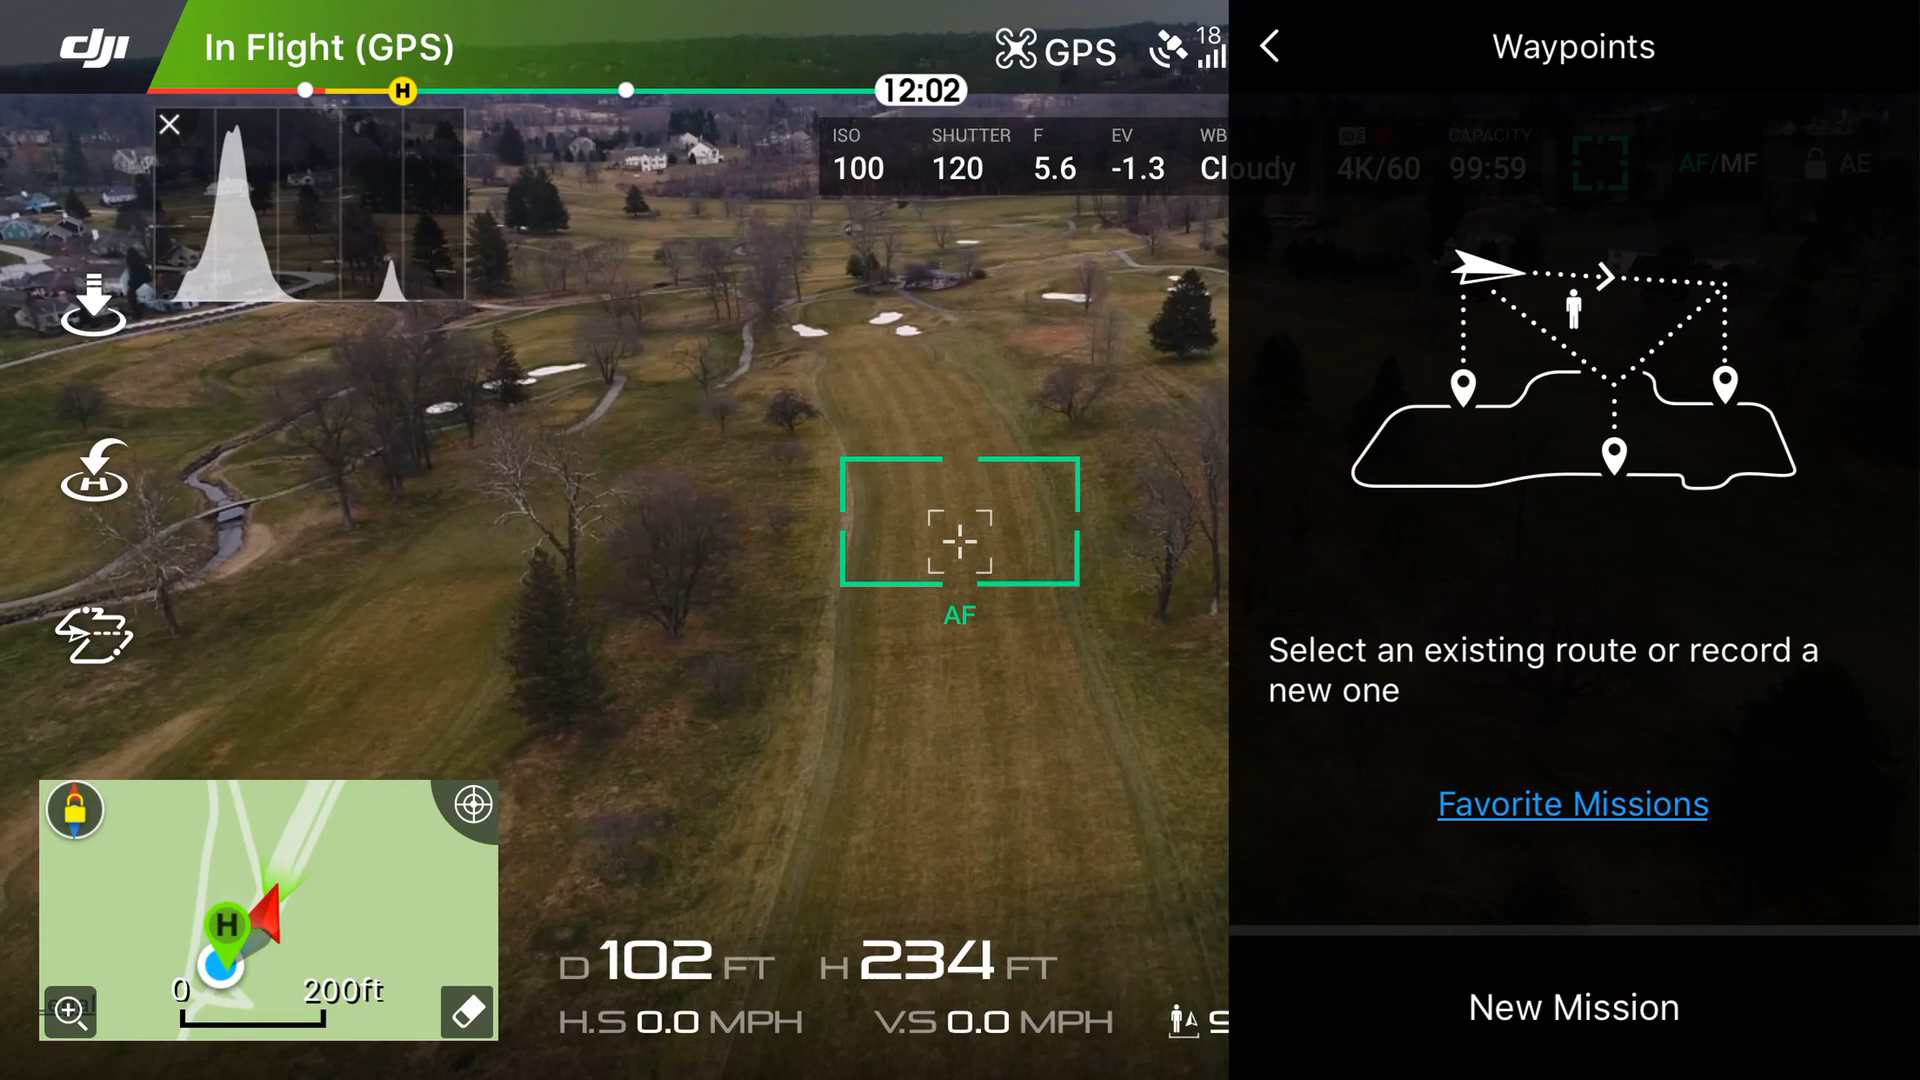 dji In Flight (GPS) GPS 18
H 12:02
ISO SHUTTER F EV WB CAPACITY
100 120 5.6 -1.3 Cloudy 4K/60 99:59 AF/MF AE
AF
H
0 200ft
D 102 FT H 234 FT
H.S 0.0 MPH V.S 0.0 MPH
Waypoints
Select an existing route or record a
new one
Favorite Missions
New Mission